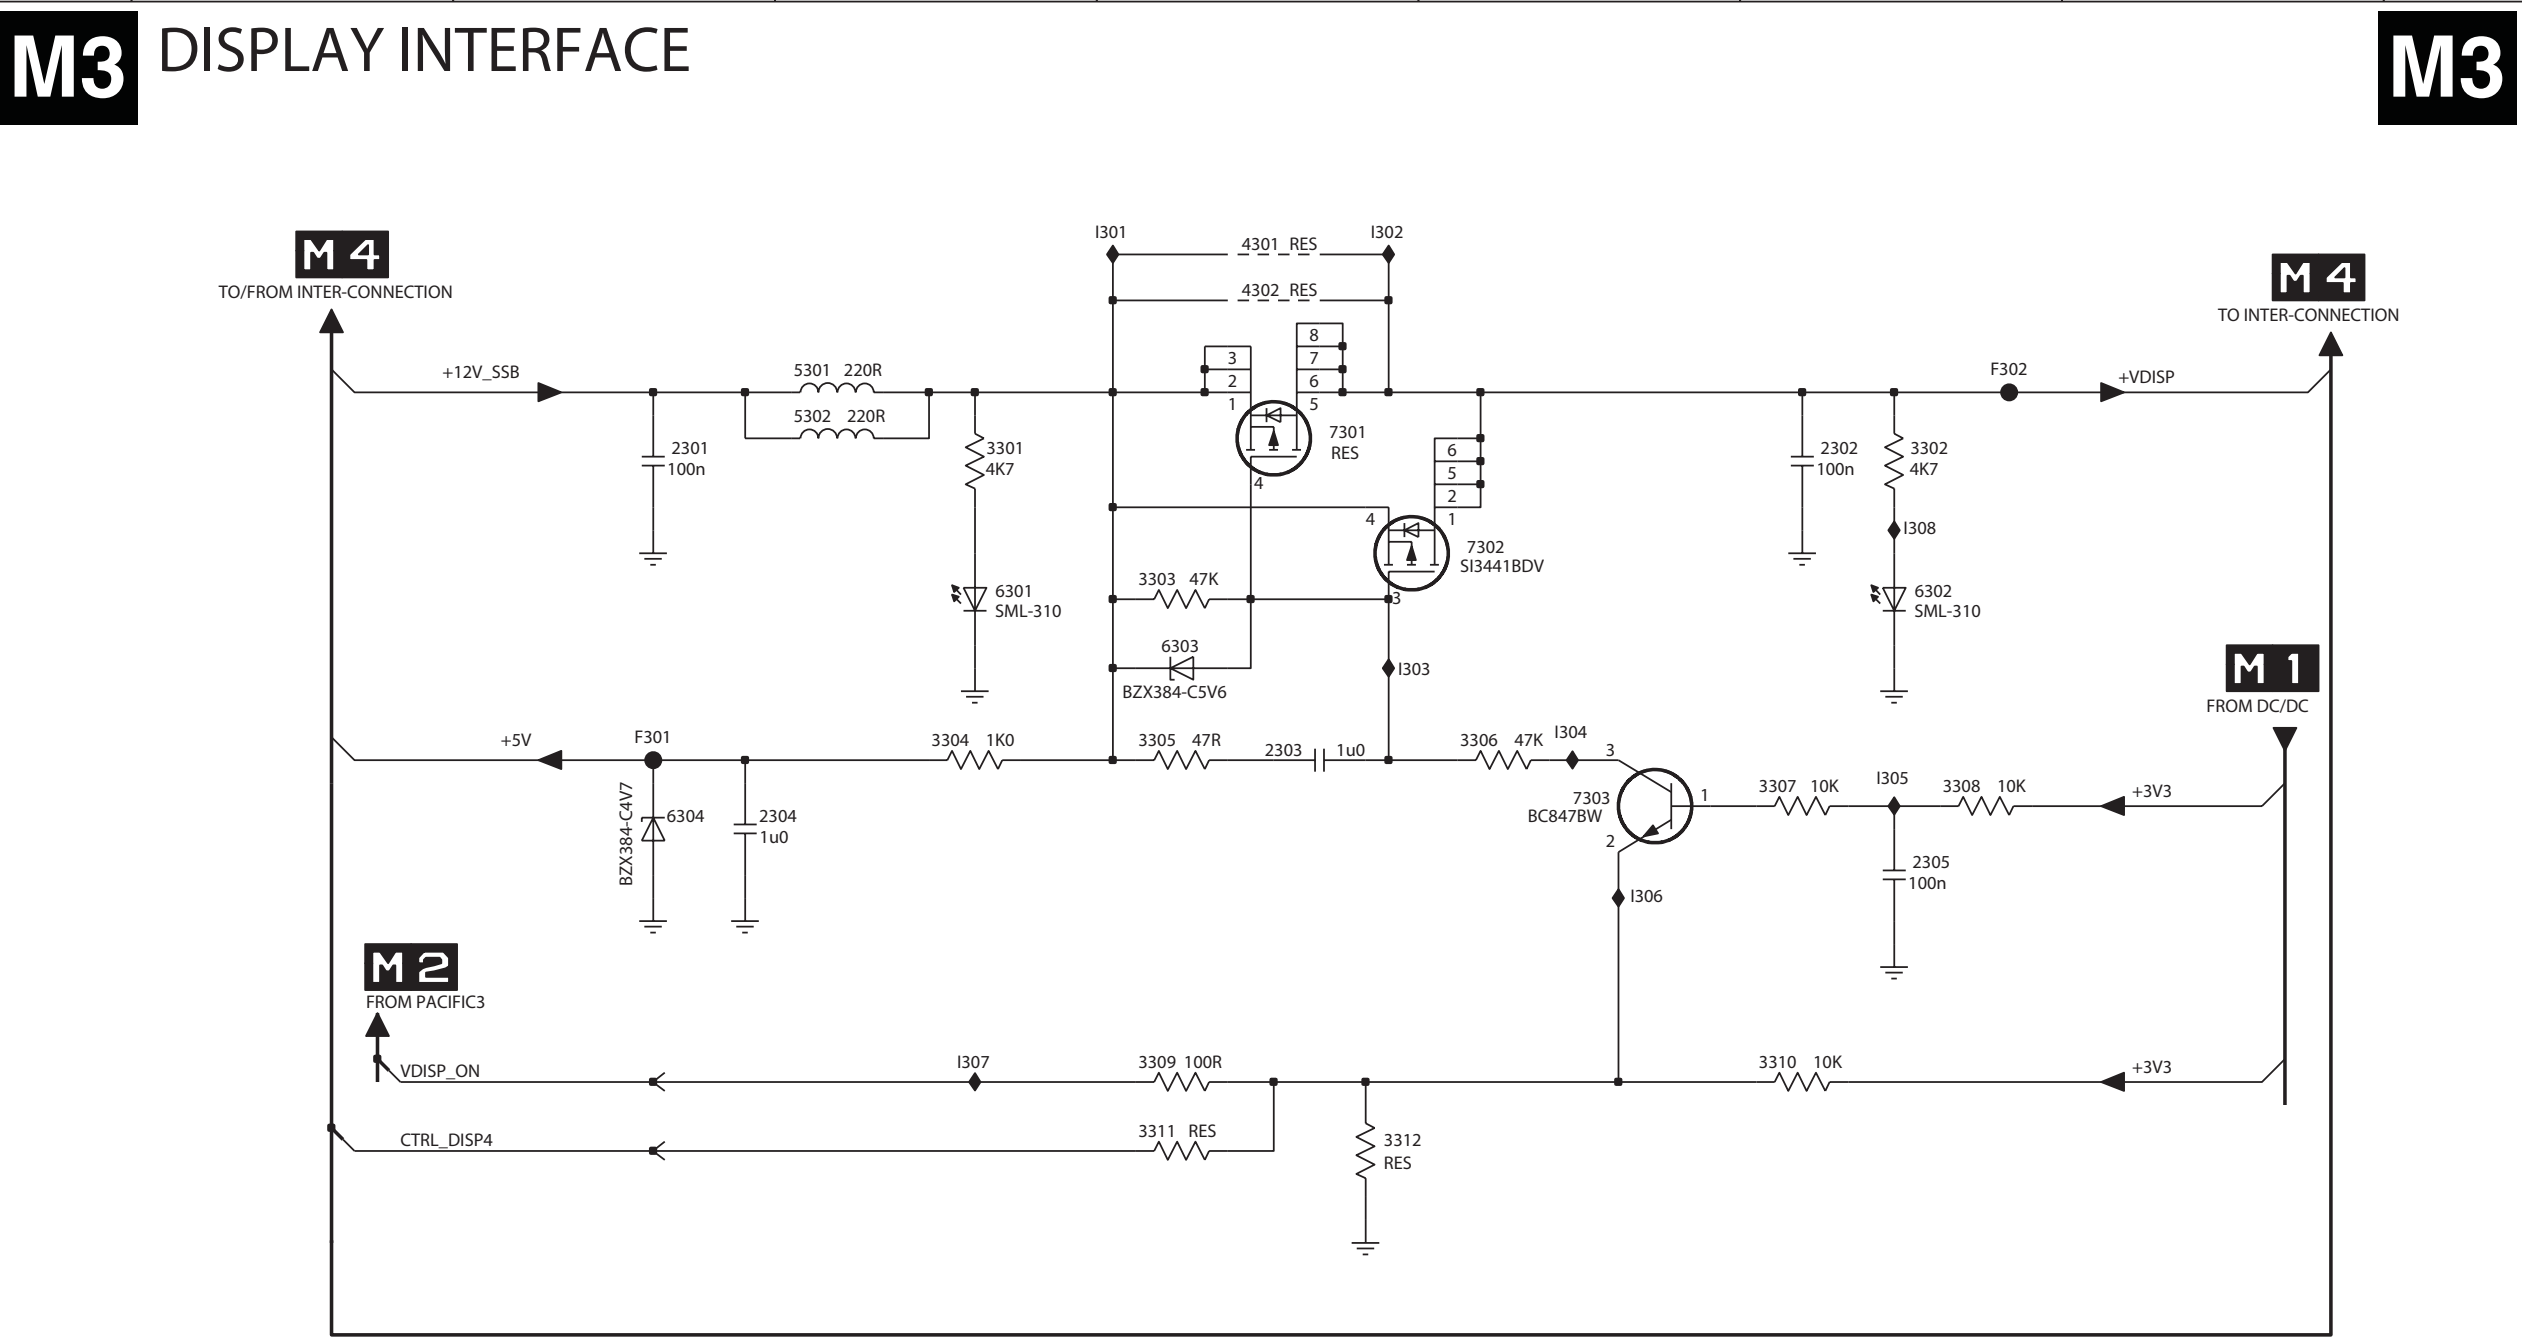 M3 DISPLAY INTERFACE M3
I301 4301 RES I302
4302 RES
M 4
TO/FROM INTER-CONNECTION
M 4
TO INTER-CONNECTION
+12V_SSB
5301 220R
5302 220R
2301
100n
3301
4K7
6301
SML-310
3
2
1
8
7
6
5
7301
RES
4
6
5
2
1
4
7302
SI3441BDV
3
F302
+VDISP
2302
100n
3302
4K7
I308
6302
SML-310
3303 47K
6303
BZX384-C5V6
I303
M 1
FROM DC/DC
+5V
F301
6304
BZX384-C4V7
2304
1u0
3304 1K0
3305 47R
2303 1u0
3306 47K
I304
3
7303
BC847BW
1
2
3307 10K
I305
3308 10K
+3V3
2305
100n
I306
M 2
FROM PACIFIC3
VDISP_ON
I307
3309 100R
3310 10K
+3V3
CTRL_DISP4
3311 RES
3312
RES